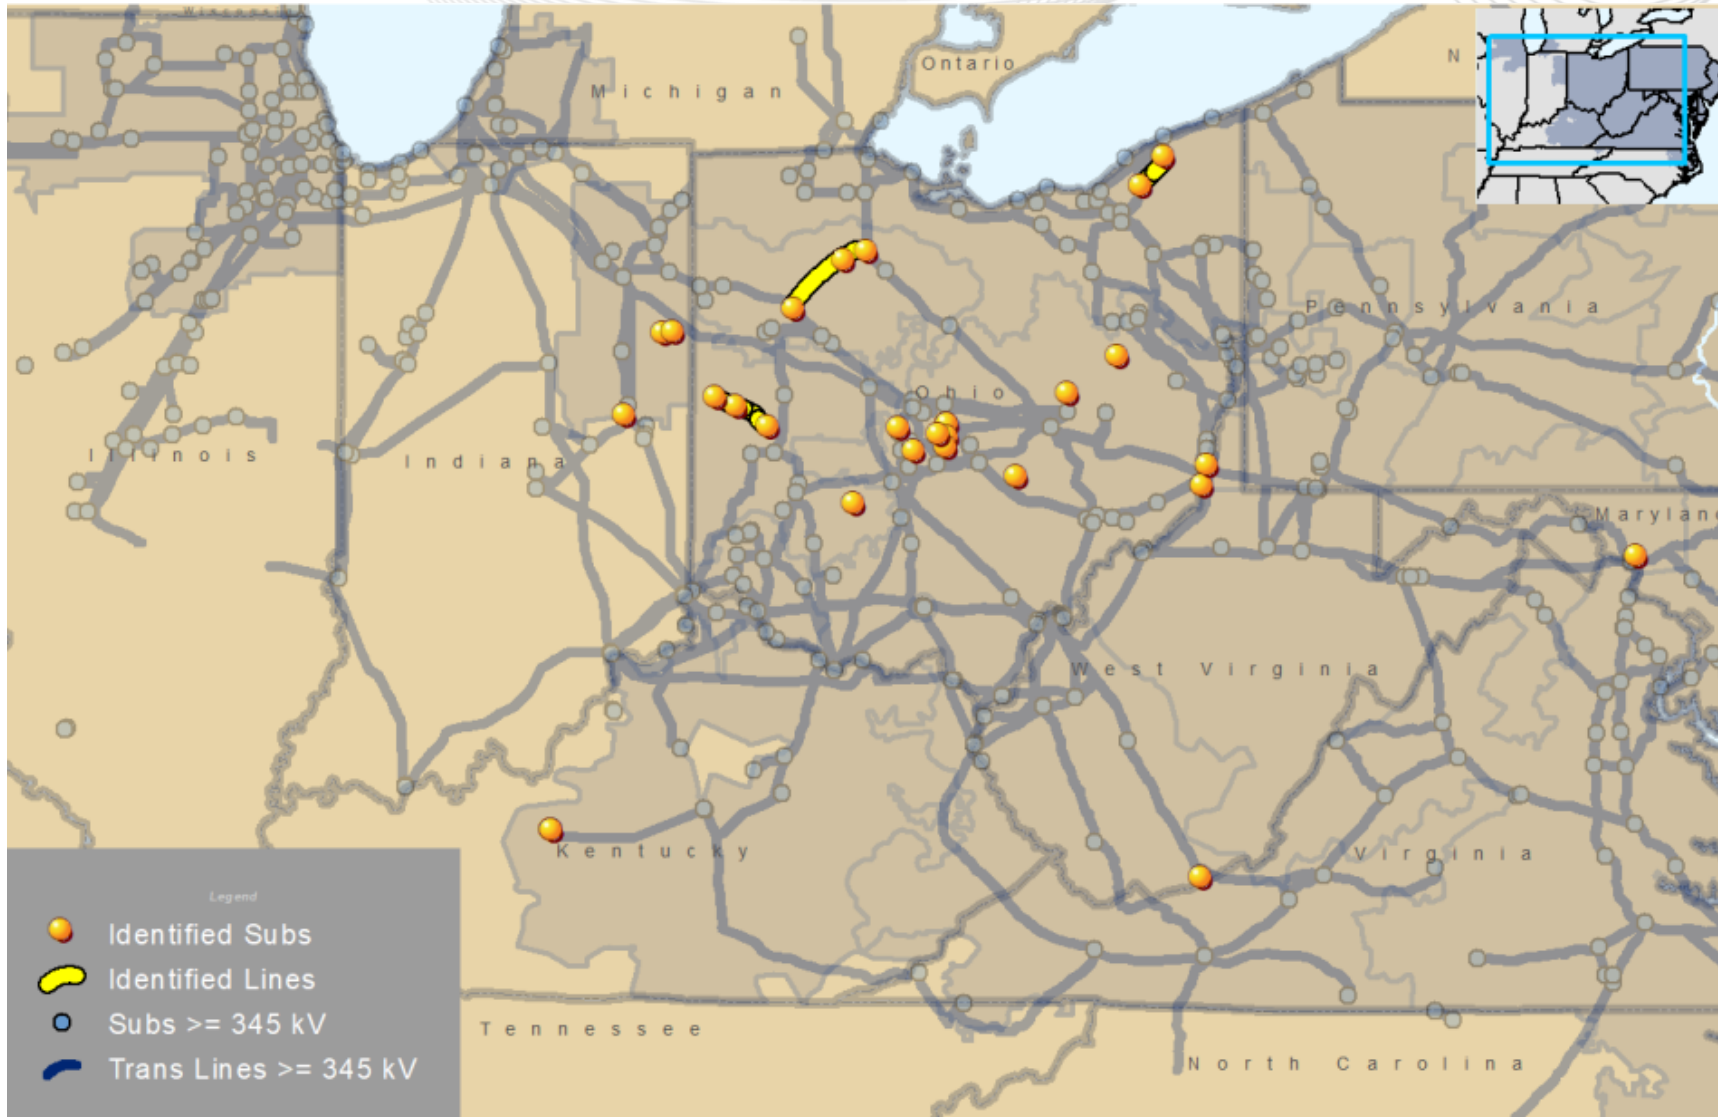 Wisconsin
Ontario
N
Michigan
Pennsylvania
Ohio
Illinois
Indiana
Maryland
West Virginia
Kentucky
Virginia
Legend
Identified Subs
Identified Lines
Subs >= 345 kV
Trans Lines >= 345 kV
Tennessee
North Carolina